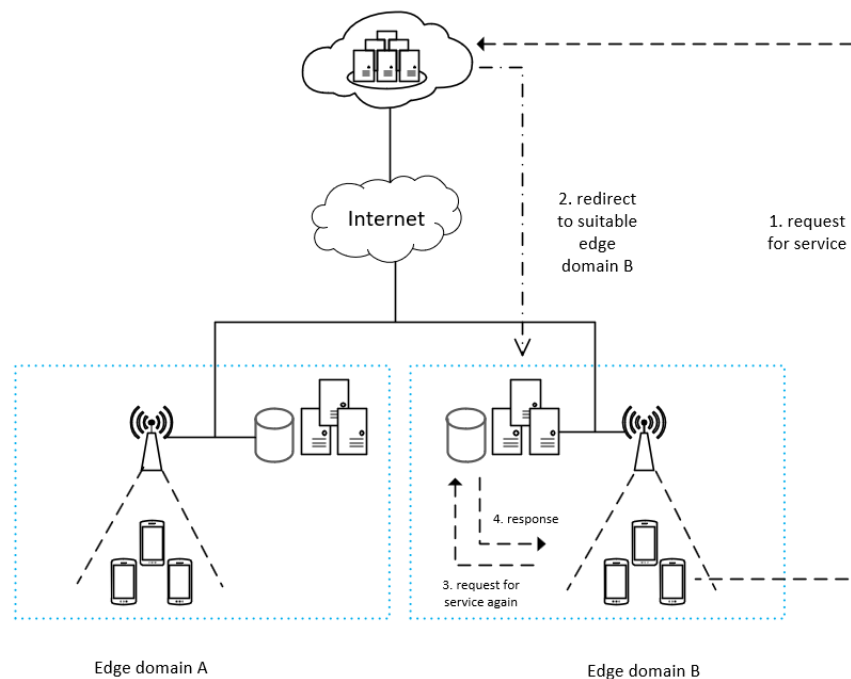 Internet
2. redirect
to suitable
edge
domain B
1. request
for service
4. response
3. request for
service again
Edge domain A
Edge domain B